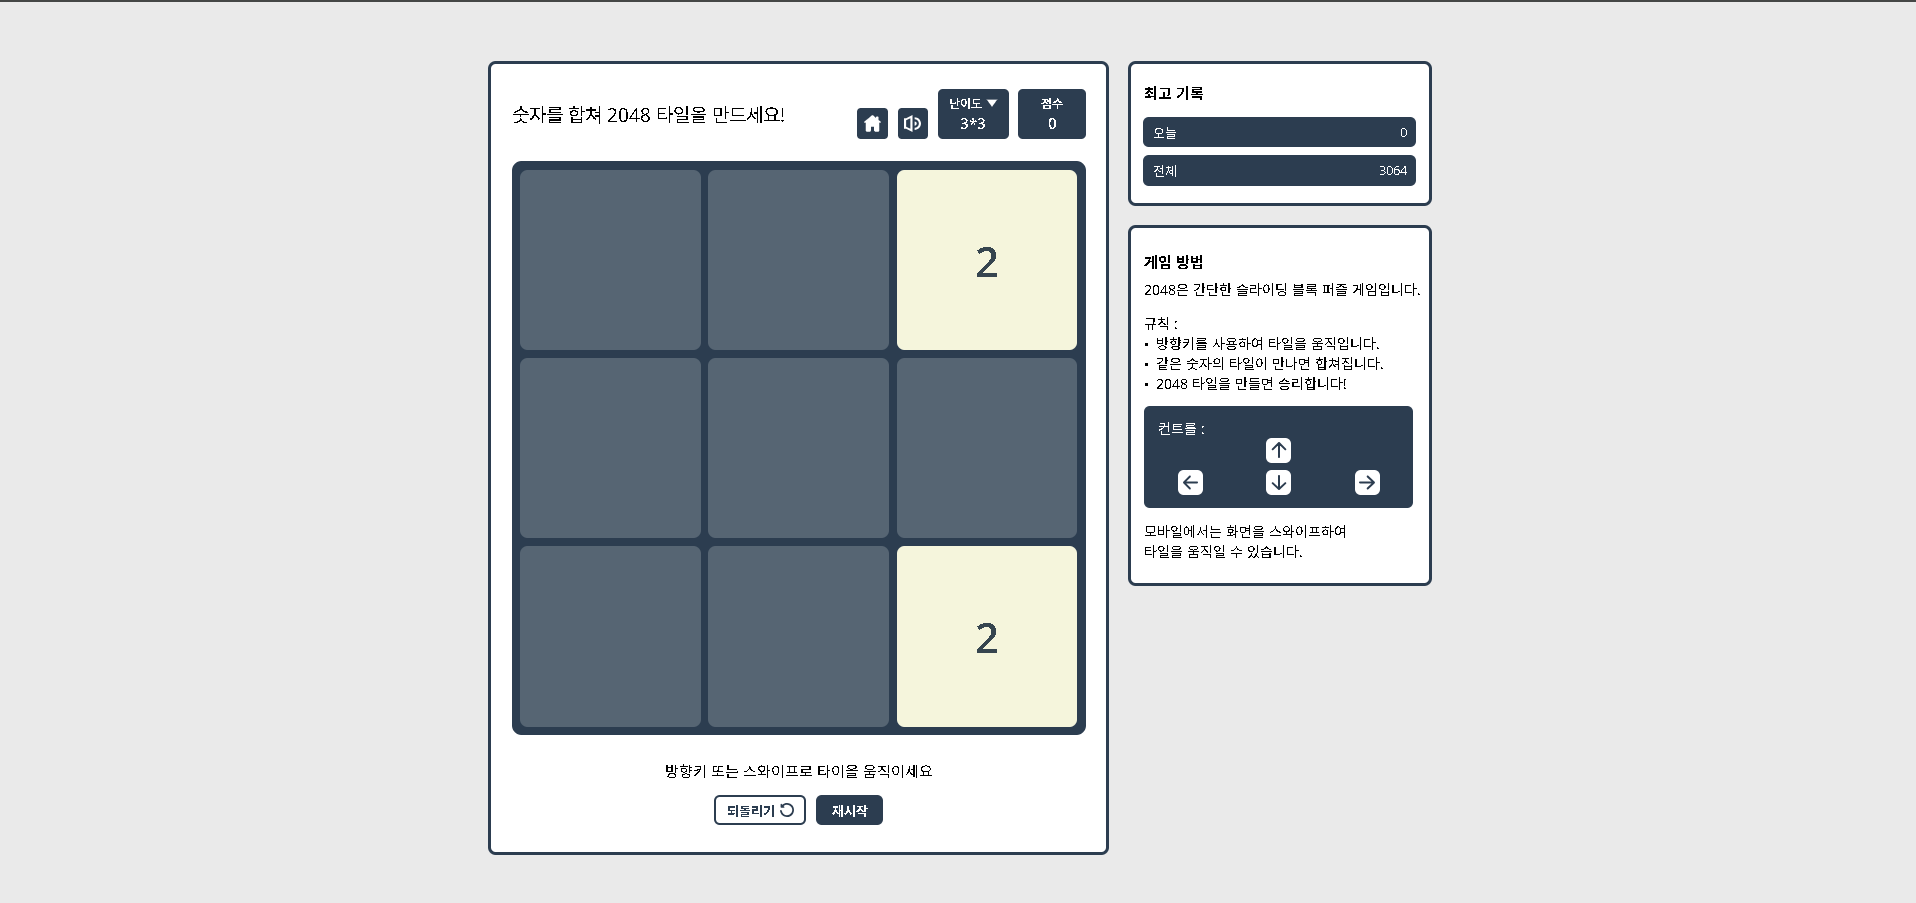 숫자를 합쳐 2048 타일을 만드세요!
난이도 ▼
3*3
점수
0
2
2
방향키 또는 스와이프로 타이을 움직이세요
되돌리기
재시작
최고 기록
오늘 0
전체 3064
게임 방법
2048은 간단한 슬라이딩 블록 퍼즐 게임입니다.
규칙 :
• 방향키를 사용하여 타일을 움직입니다.
• 같은 숫자의 타일이 만나면 합쳐집니다.
• 2048 타일을 만들면 승리합니다!
컨트롤 :
↑
← ↓ →
모바일에서는 화면을 스와이프하여
타일을 움직일 수 있습니다.